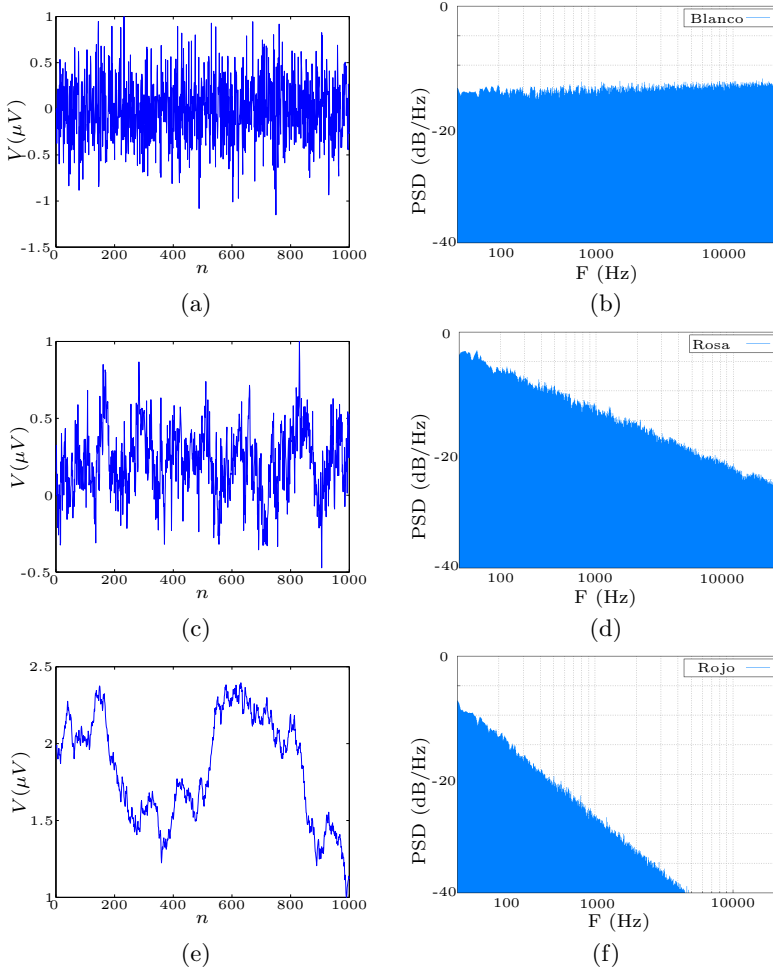 1
0.5
0
-0.5
-1
-1.5
V(μV)
0 200 400 600 800 1000
n
(a)
Blanco
0
-20
-40
PSD (dB/Hz)
100 1000 10000
F (Hz)
(b)
1
0.5
0
-0.5
V(μV)
0 200 400 600 800 1000
n
(c)
Rosa
0
-20
-40
PSD (dB/Hz)
100 1000 10000
F (Hz)
(d)
2.5
2
1.5
1
V(μV)
0 200 400 600 800 1000
n
(e)
Rojo
0
-20
-40
PSD (dB/Hz)
100 1000 10000
F (Hz)
(f)